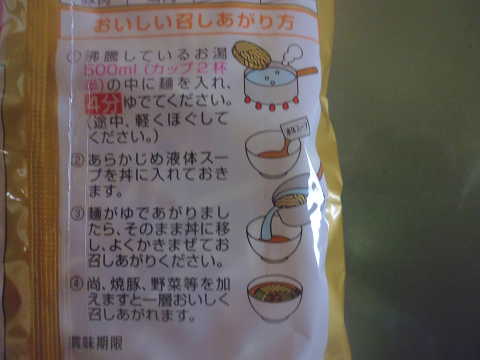 おいしい召しあがり方
①沸騰しているお湯
500ml(カップ2杯
半)の中に麺を入れ、
4分ゆでてください。
(途中、軽くほぐして
ください。)
②あらかじめ液体スー
プを丼に入れておき
ます。
③麺がゆであがりまし
たら、そのまま丼に移
し、よくかきまぜてお
召しあがりください。
④尚、焼豚、野菜等を加
えますと一層おいしく
召しあがれます。
賞味期限